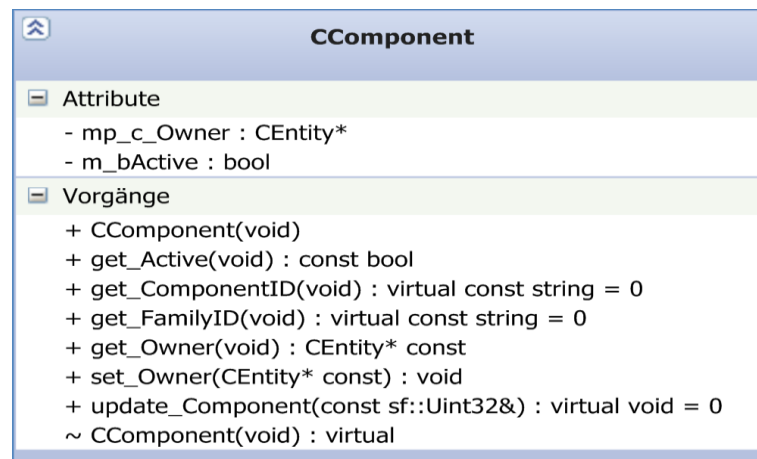 CComponent
Attribute
- mp_c_Owner : CEntity*
- m_bActive : bool
Vorgänge
+ CComponent(void)
+ get_Active(void) : const bool
+ get_ComponentID(void) : virtual const string = 0
+ get_FamilyID(void) : virtual const string = 0
+ get_Owner(void) : CEntity* const
+ set_Owner(CEntity* const) : void
+ update_Component(const sf::Uint32&) : virtual void = 0
~ CComponent(void) : virtual